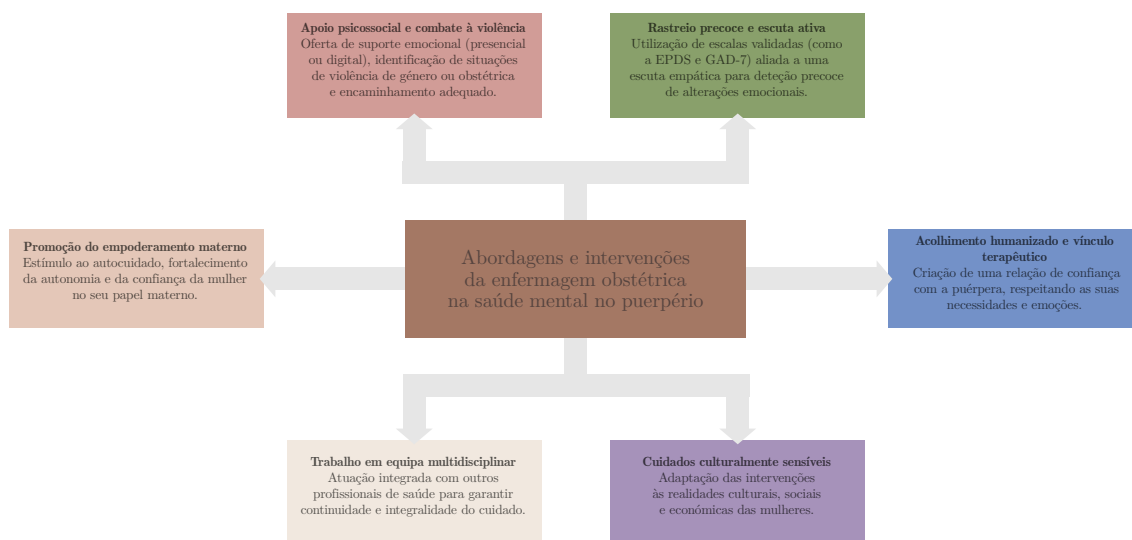 Apoio psicossocial e combate à violência
Oferta de suporte emocional (presencial
ou digital), identificação de situações
de violência de género ou obstétrica
e encaminhamento adequado.
Rastreio precoce e escuta ativa
Utilização de escalas validadas (como
a EPDS e GAD-7) aliada a uma
escuta empática para deteção precoce
de alterações emocionais.
Promoção do empoderamento materno
Estímulo ao autocuidado, fortalecimento
da autonomia e da confiança da mulher
no seu papel materno.
Abordagens e intervenções
da enfermagem obstétrica
na saúde mental no puerpério
Acolhimento humanizado e vínculo
terapêutico
Criação de uma relação de confiança
com a puérpera, respeitando as suas
necessidades e emoções.
Trabalho em equipa multidisciplinar
Atuação integrada com outros
profissionais de saúde para garantir
continuidade e integralidade do cuidado.
Cuidados culturalmente sensíveis
Adaptação das intervenções
às realidades culturais, sociais
e económicas das mulheres.